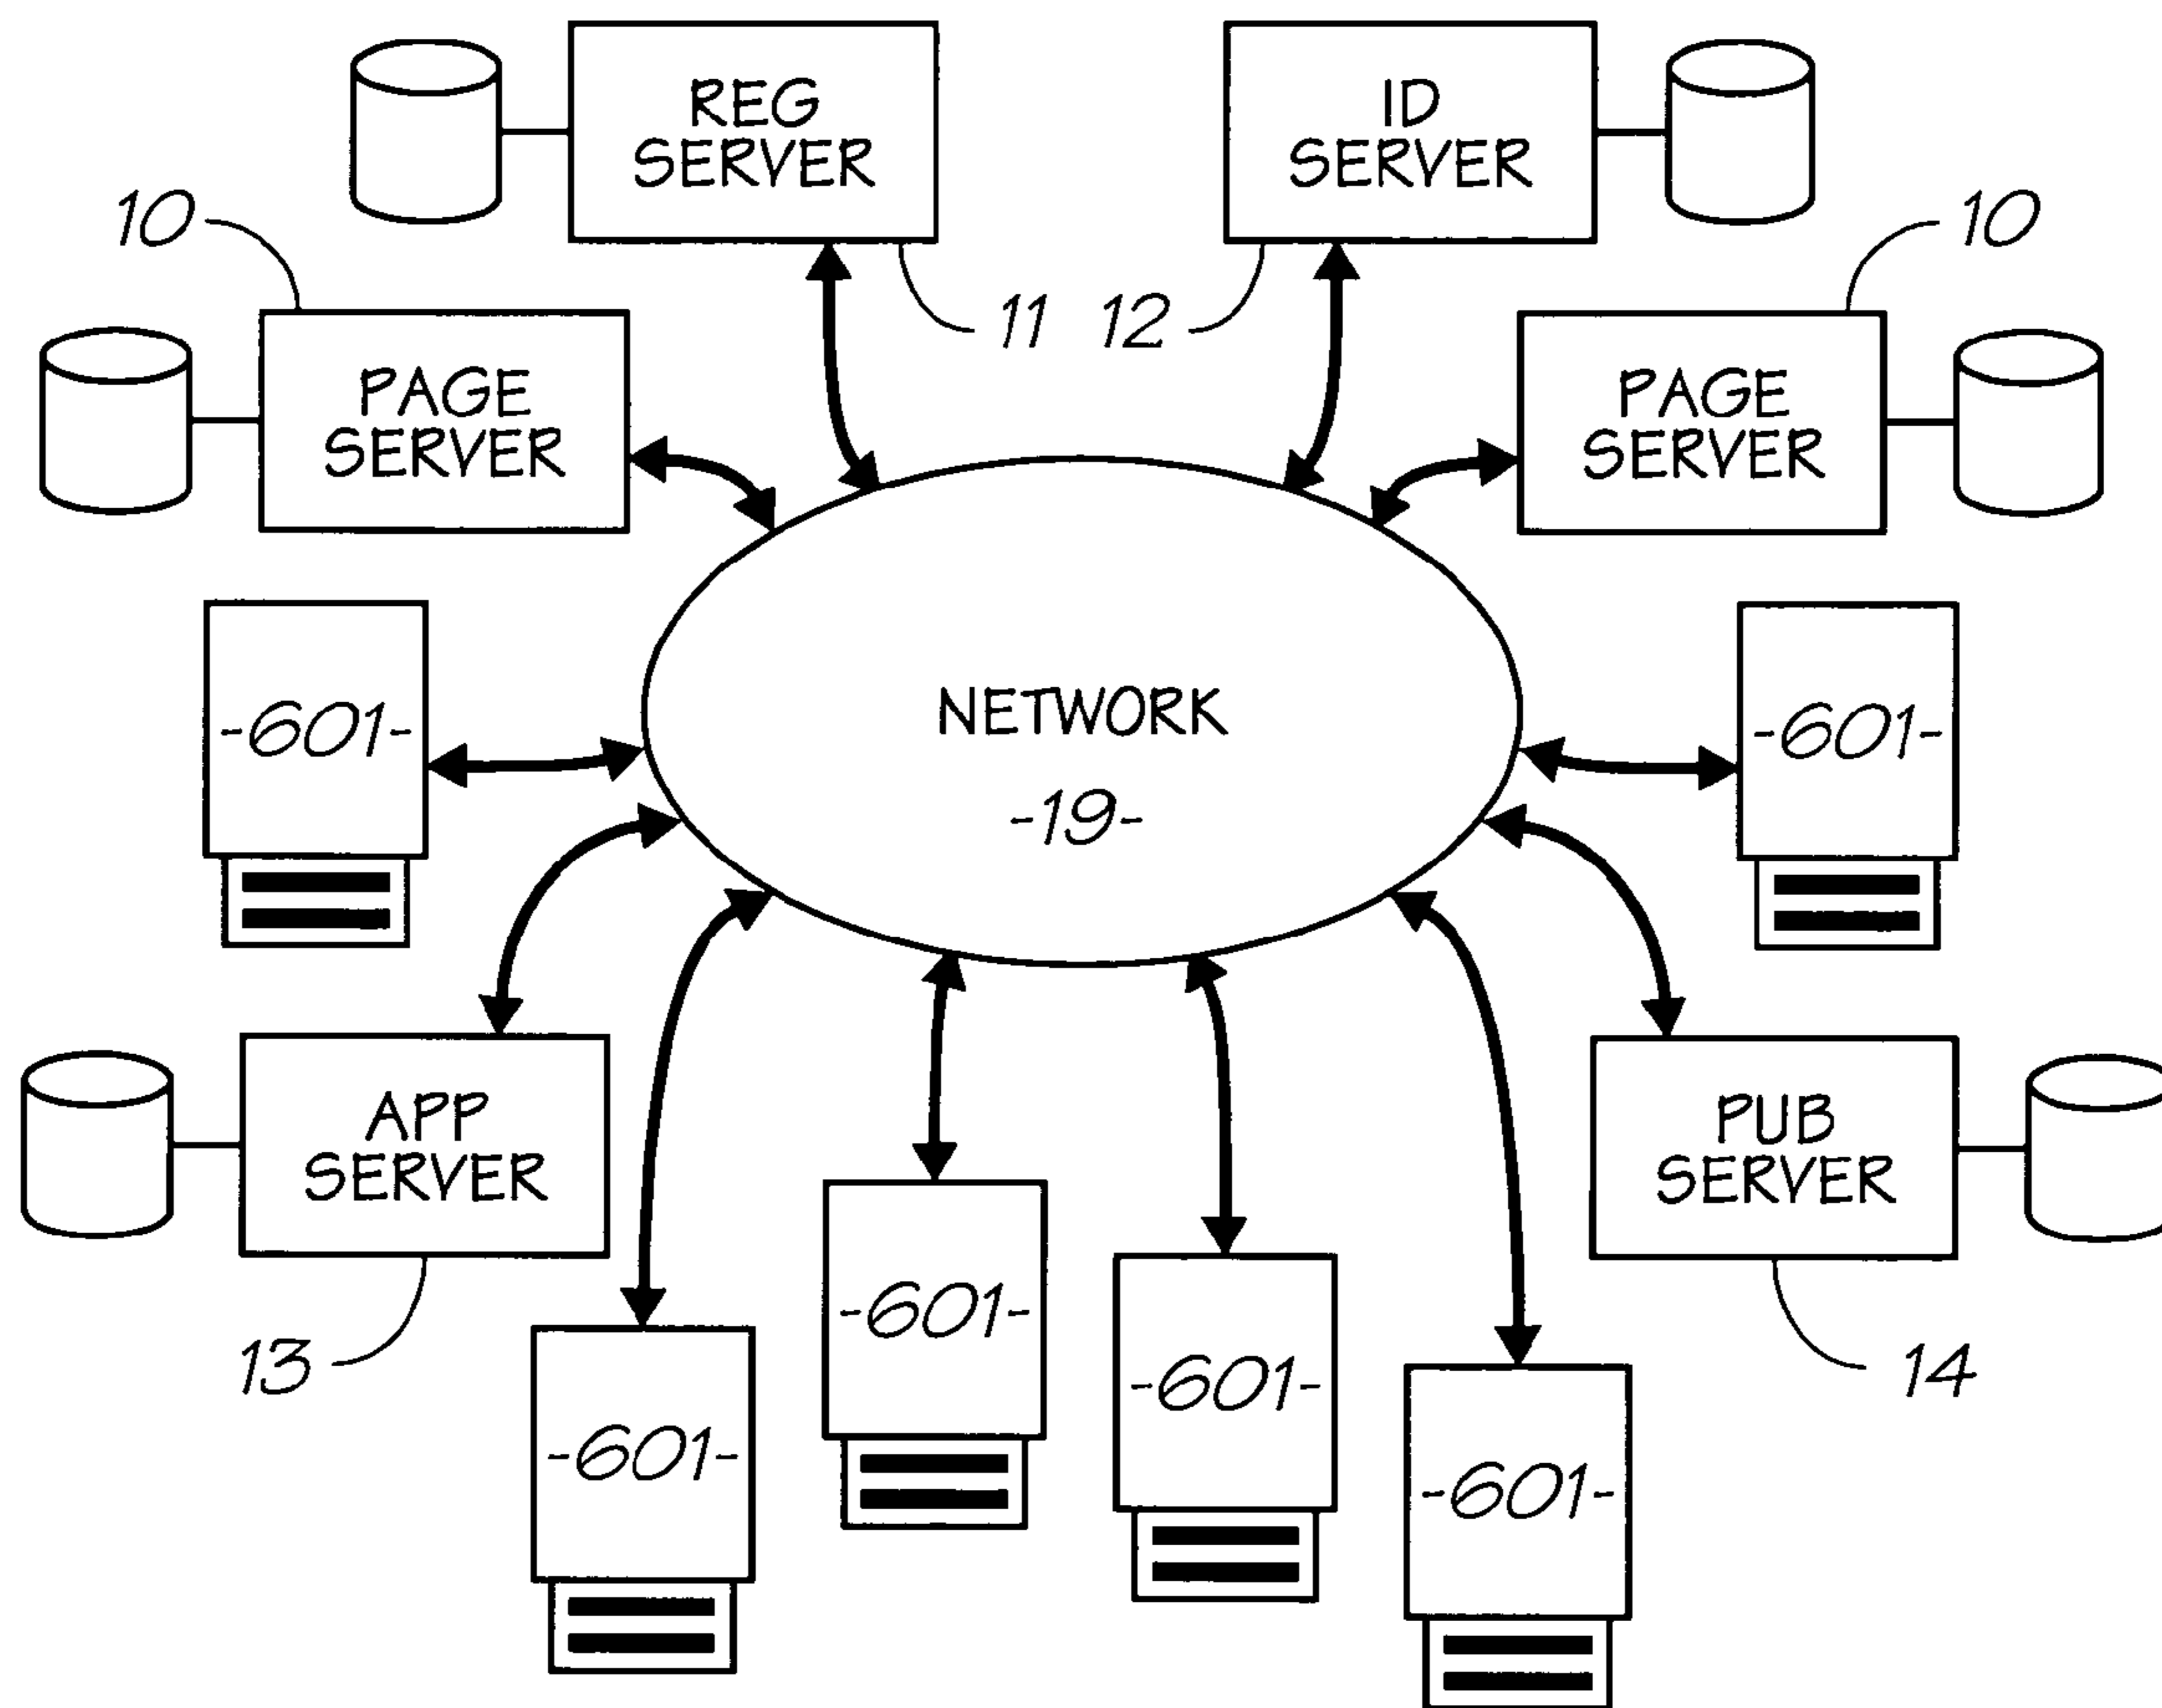 REG
SERVER
ID
SERVER
10
10
11
12
PAGE
SERVER
PAGE
SERVER
-601-
NETWORK
-19-
-601-
APP
SERVER
PUB
SERVER
13
-601-
-601-
-601-
-601-
14